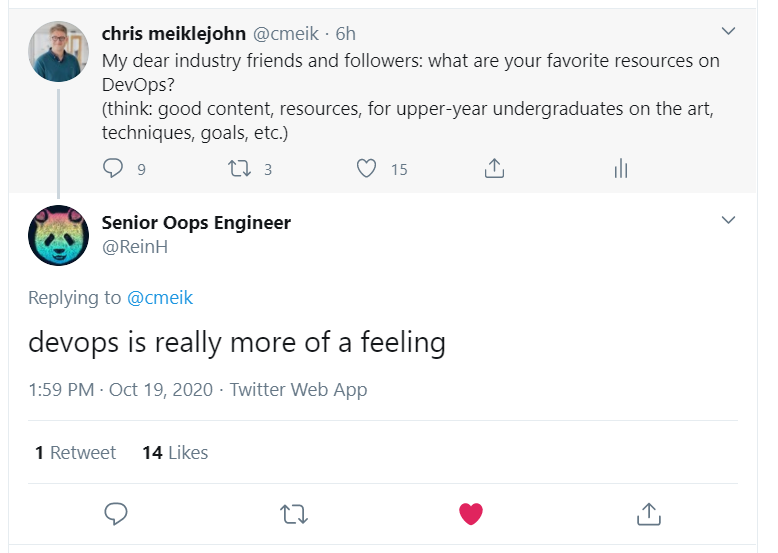 chris meiklejohn @cmeik · 6h
My dear industry friends and followers: what are your favorite resources on
DevOps?
(think: good content, resources, for upper-year undergraduates on the art,
techniques, goals, etc.)
9 3 15
Senior Oops Engineer
@ReinH
Replying to @cmeik
devops is really more of a feeling
1:59 PM · Oct 19, 2020 · Twitter Web App
1 Retweet 14 Likes